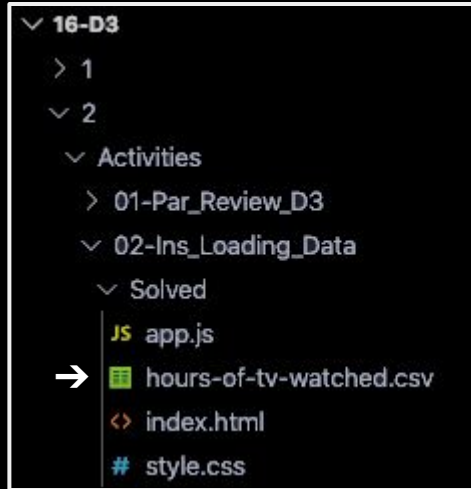 16-D3
1
2
Activities
01-Par_Review_D3
02-Ins_Loading_Data
Solved
JS app.js
hours-of-tv-watched.csv
<> index.html
# style.css